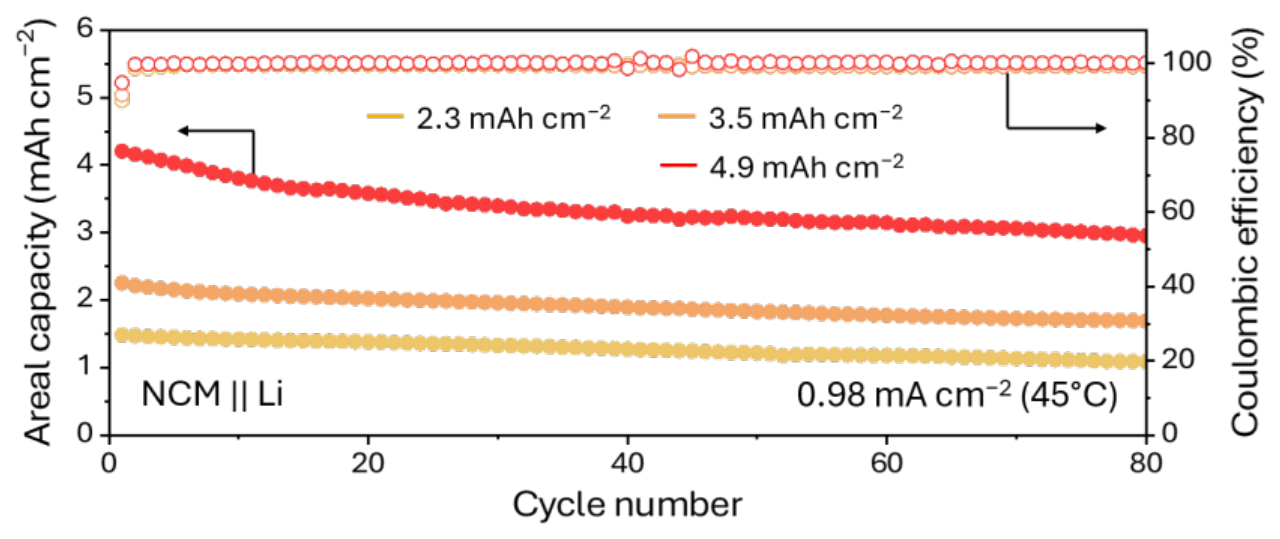 Areal capacity (mAh cm⁻²)
6
5
4
3
2
1
0
2.3 mAh cm⁻²
3.5 mAh cm⁻²
4.9 mAh cm⁻²
NCM || Li
0.98 mA cm⁻² (45°C)
100
80
60
40
20
0
Coulombic efficiency (%)
0 20 40 60 80
Cycle number